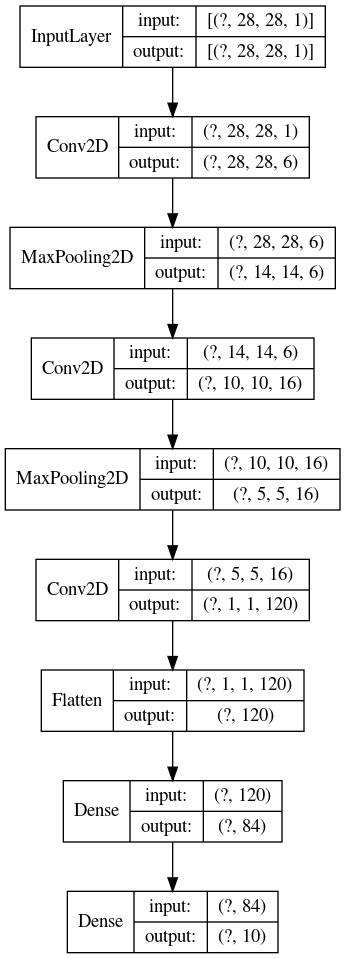 InputLayer
input: [(?, 28, 28, 1)]
output: [(?, 28, 28, 1)]
Conv2D
input: (?, 28, 28, 1)
output: (?, 28, 28, 6)
MaxPooling2D
input: (?, 28, 28, 6)
output: (?, 14, 14, 6)
Conv2D
input: (?, 14, 14, 6)
output: (?, 10, 10, 16)
MaxPooling2D
input: (?, 10, 10, 16)
output: (?, 5, 5, 16)
Conv2D
input: (?, 5, 5, 16)
output: (?, 1, 1, 120)
Flatten
input: (?, 1, 1, 120)
output: (?, 120)
Dense
input: (?, 120)
output: (?, 84)
Dense
input: (?, 84)
output: (?, 10)